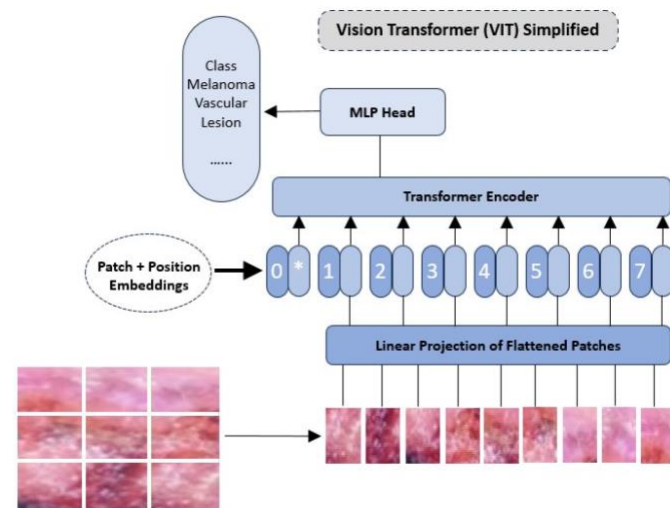 Vision Transformer (VIT) Simplified
Class
Melanoma
Vascular
Lesion
......
MLP Head
Transformer Encoder
Patch + Position
Embeddings
0 * 1 2 3 4 5 6 7
Linear Projection of Flattened Patches